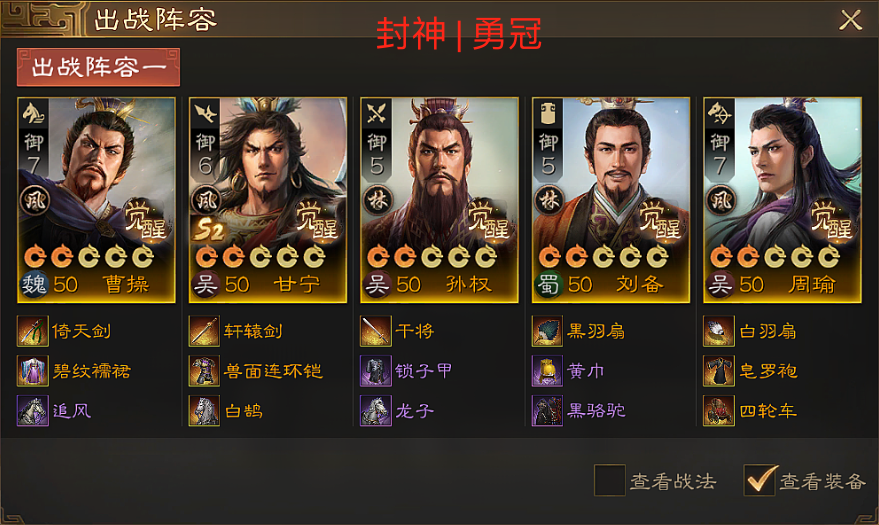 出战阵容
封神 | 勇冠
出战阵容一
御
7
风
觉醒
魏 50 曹操
御
6
风
S2
觉醒
吴 50 甘宁
御
5
林
觉醒
吴 50 孙权
御
5
林
觉醒
蜀 50 刘备
御
7
风
觉醒
吴 50 周瑜
倚天剑
碧纹襦裙
追风
轩辕剑
兽面连环铠
白鹄
干将
锁子甲
龙子
黑羽扇
黄巾
黑骆驼
白羽扇
皂罗袍
四轮车
查看战法
查看装备